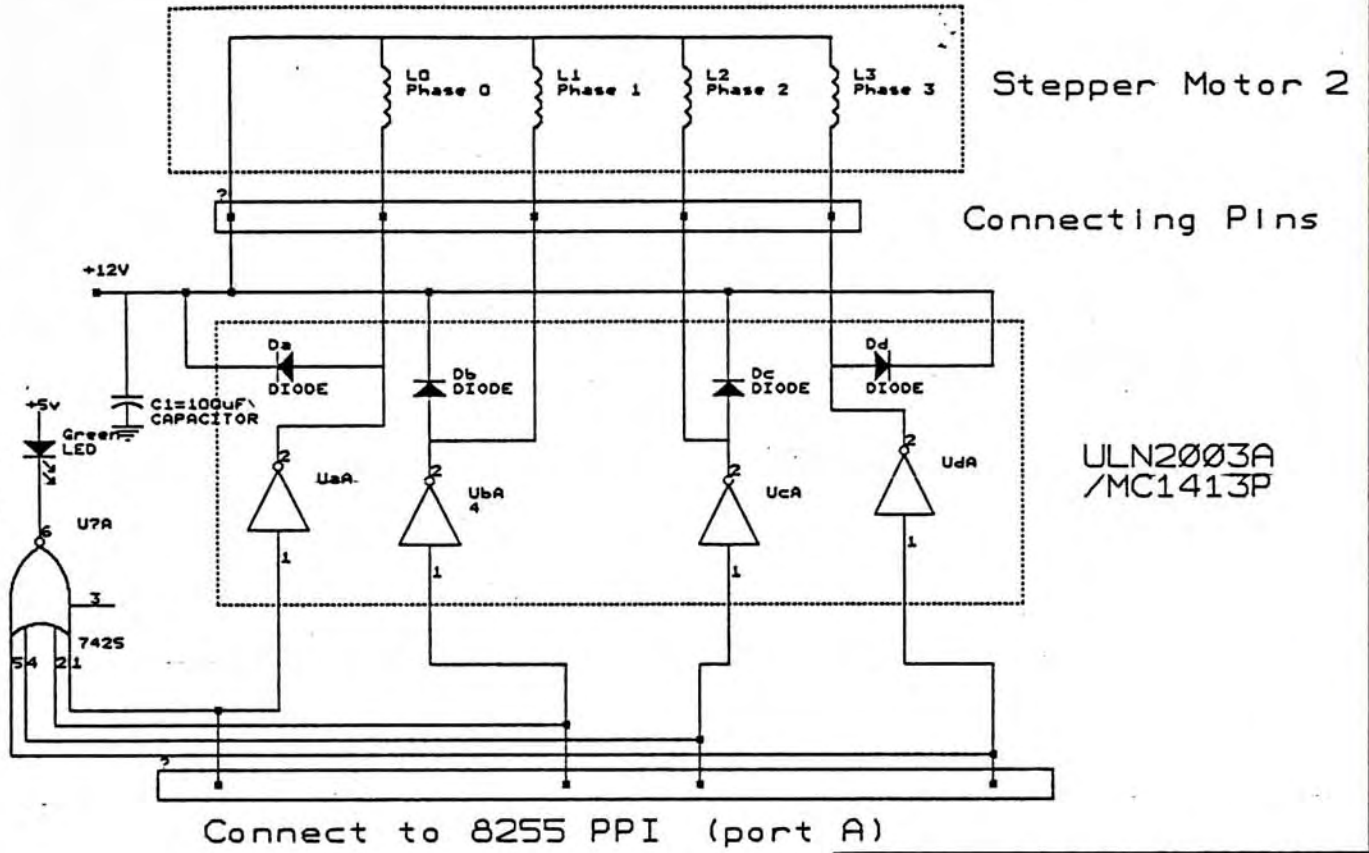 L0
Phase 0
L1
Phase 1
L2
Phase 2
L3
Phase 3
Stepper Motor 2
?
Connecting Pins
+12V
Da
DIODE
Db
DIODE
Dc
DIODE
Dd
DIODE
C1=100uF\
CAPACITOR
+5v
Green
LED
2
UaA
2
UbA
4
2
UcA
2
UdA
ULN2003A
/MC1413P
6
U?A
1
1
1
1
3
7425
5 4 2 1
?
Connect to 8255 PPI (port A)